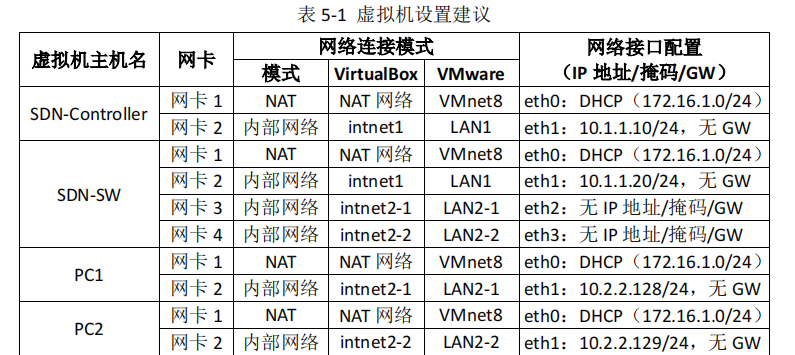 表 5-1 虚拟机设置建议
虚拟机主机名 网卡 网络连接模式 网络接口配置
模式 VirtualBox VMware （IP 地址/掩码/GW）
SDN-Controller 网卡 1 NAT NAT 网络 VMnet8 eth0：DHCP（172.16.1.0/24）
网卡 2 内部网络 intnet1 LAN1 eth1：10.1.1.10/24，无 GW
SDN-SW 网卡 1 NAT NAT 网络 VMnet8 eth0：DHCP（172.16.1.0/24）
网卡 2 内部网络 intnet1 LAN1 eth1：10.1.1.20/24，无 GW
网卡 3 内部网络 intnet2-1 LAN2-1 eth2：无 IP 地址/掩码/GW
网卡 4 内部网络 intnet2-2 LAN2-2 eth3：无 IP 地址/掩码/GW
PC1 网卡 1 NAT NAT 网络 VMnet8 eth0：DHCP（172.16.1.0/24）
网卡 2 内部网络 intnet2-1 LAN2-1 eth1：10.2.2.128/24，无 GW
PC2 网卡 1 NAT NAT 网络 VMnet8 eth0：DHCP（172.16.1.0/24）
网卡 2 内部网络 intnet2-2 LAN2-2 eth1：10.2.2.129/24，无 GW